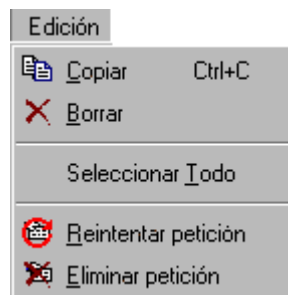 Edición
Copiar Ctrl+C
Borrar
Seleccionar Todo
Reintentar petición
Eliminar petición